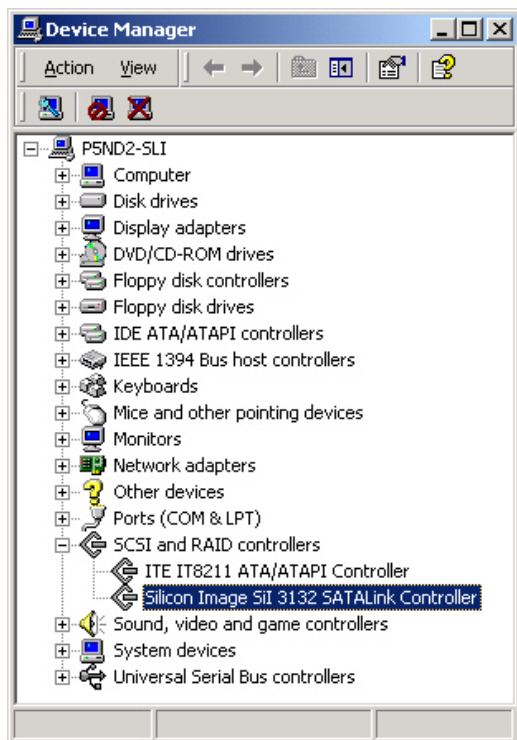 Device Manager
Action View
P5ND2-SLI
Computer
Disk drives
Display adapters
DVD/CD-ROM drives
Floppy disk controllers
Floppy disk drives
IDE ATA/ATAPI controllers
IEEE 1394 Bus host controllers
Keyboards
Mice and other pointing devices
Monitors
Network adapters
Other devices
Ports (COM & LPT)
SCSI and RAID controllers
ITE IT8211 ATA/ATAPI Controller
Silicon Image SiI 3132 SATALink Controller
Sound, video and game controllers
System devices
Universal Serial Bus controllers